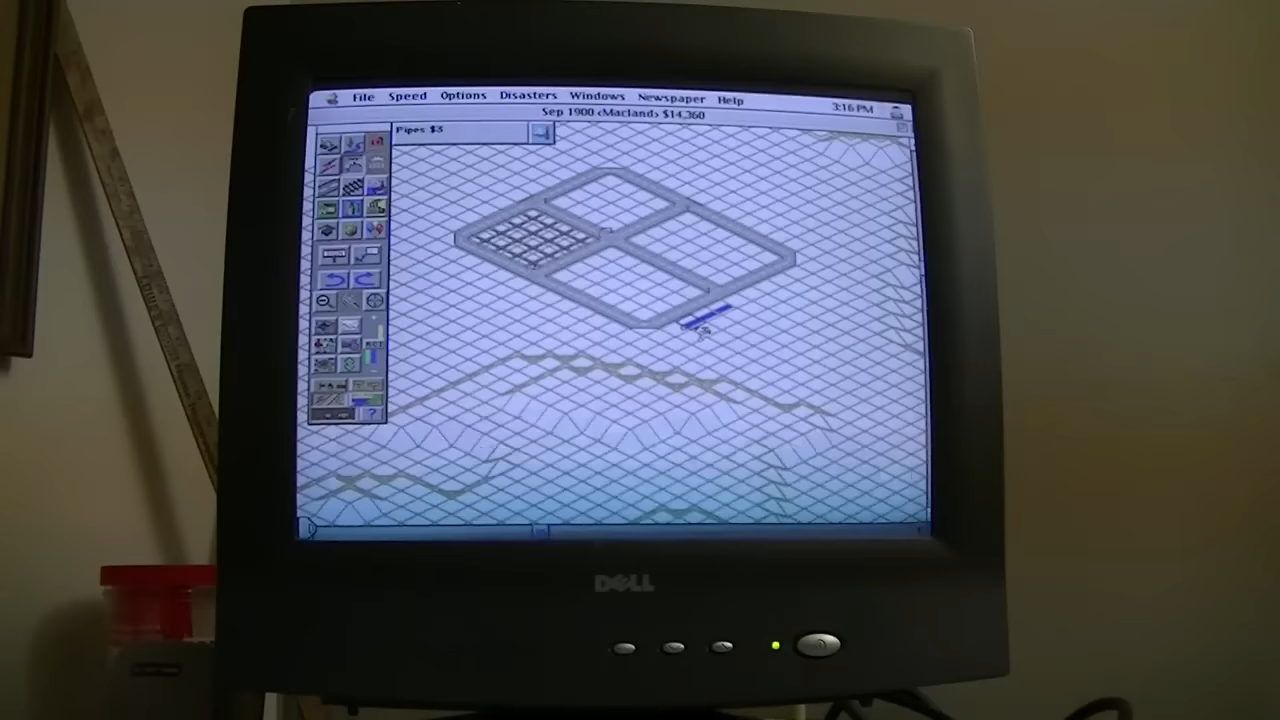 File Speed Options Disasters Windows Newspaper Help 3:16 PM
Sep 1900 <Macland> $14,360
Pipes $3
?
DELL